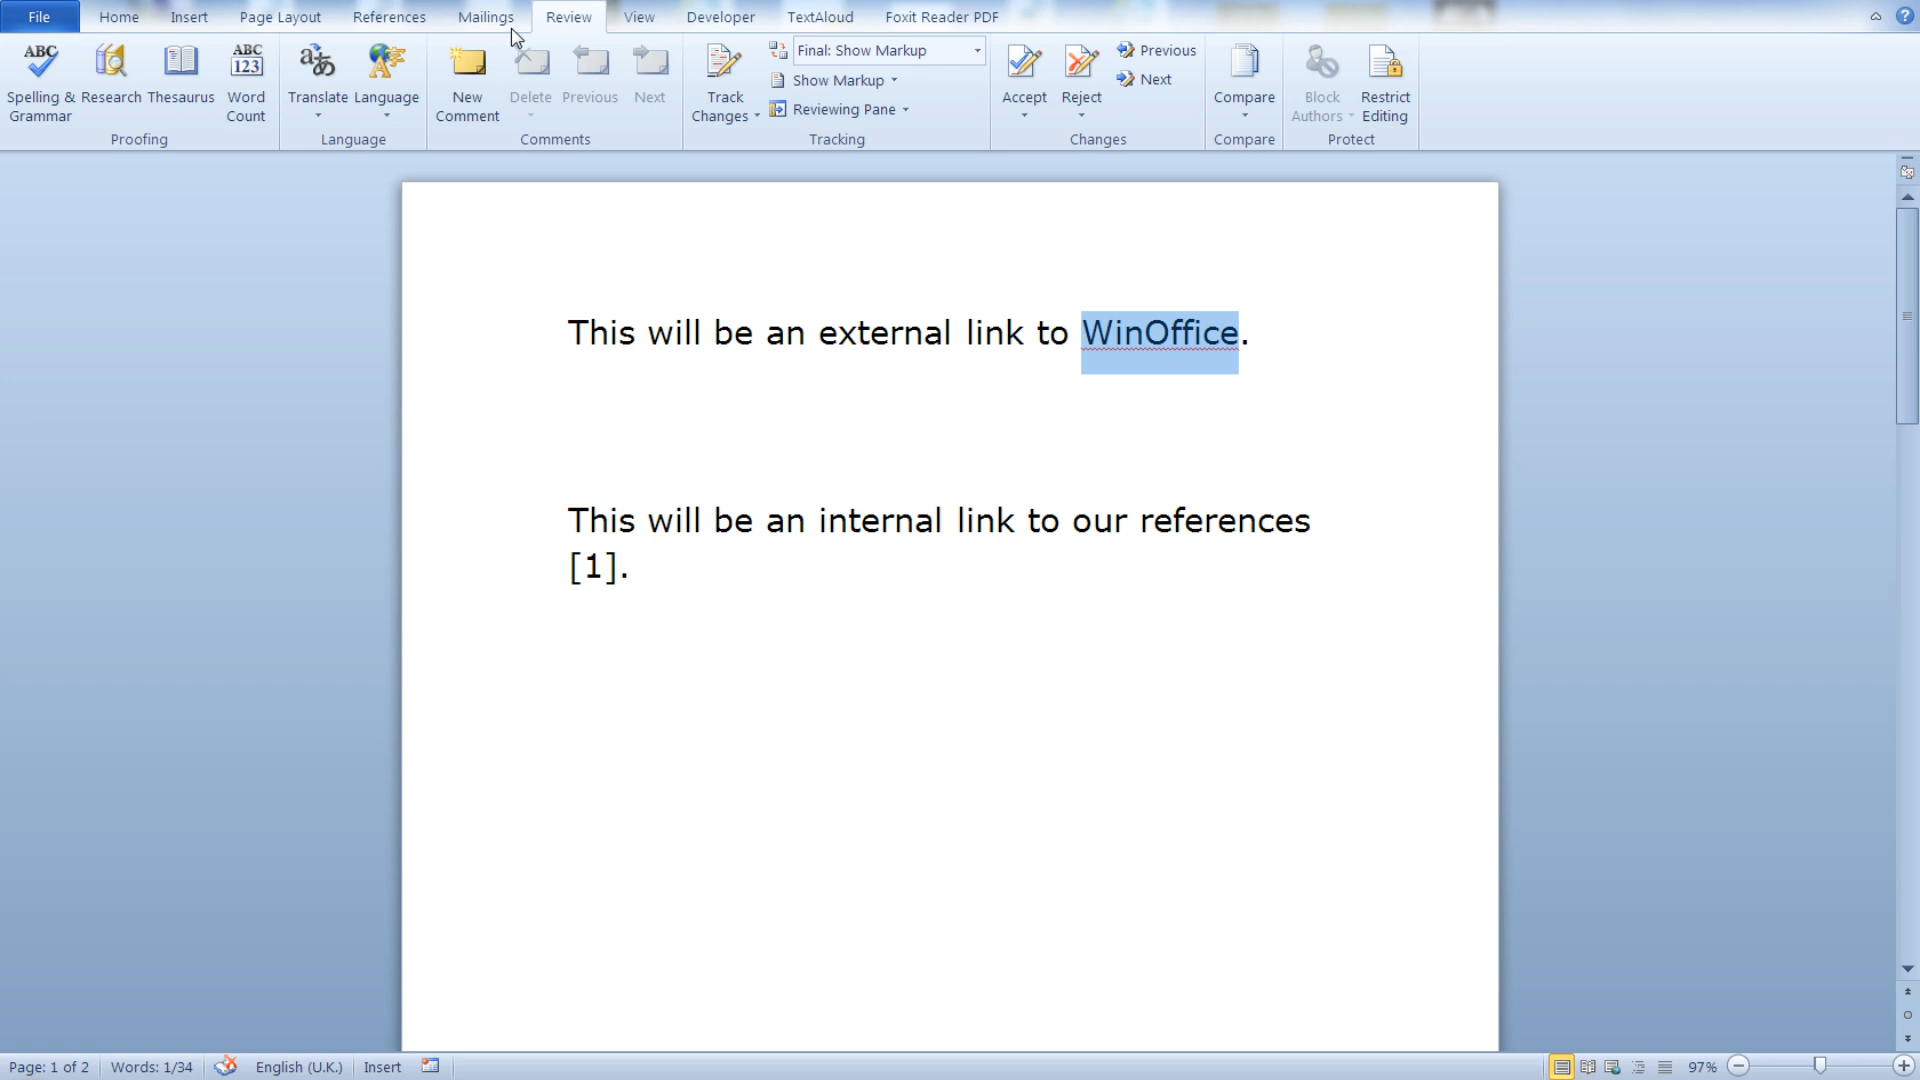 File Home Insert Page Layout References Mailings Review View Developer TextAloud Foxit Reader PDF
ABC Spelling & Grammar Research Thesaurus ABC 123 Word Count
Proofing
Translate Language
Language
New Comment Delete Previous Next
Comments
Track Changes
Final: Show Markup
Show Markup
Reviewing Pane
Tracking
Accept Reject
Previous
Next
Changes
Compare
Compare
Block Authors Restrict Editing
Protect
This will be an external link to WinOffice.
This will be an internal link to our references
[1].
Page: 1 of 2 Words: 1/34 English (U.K.) Insert 97%